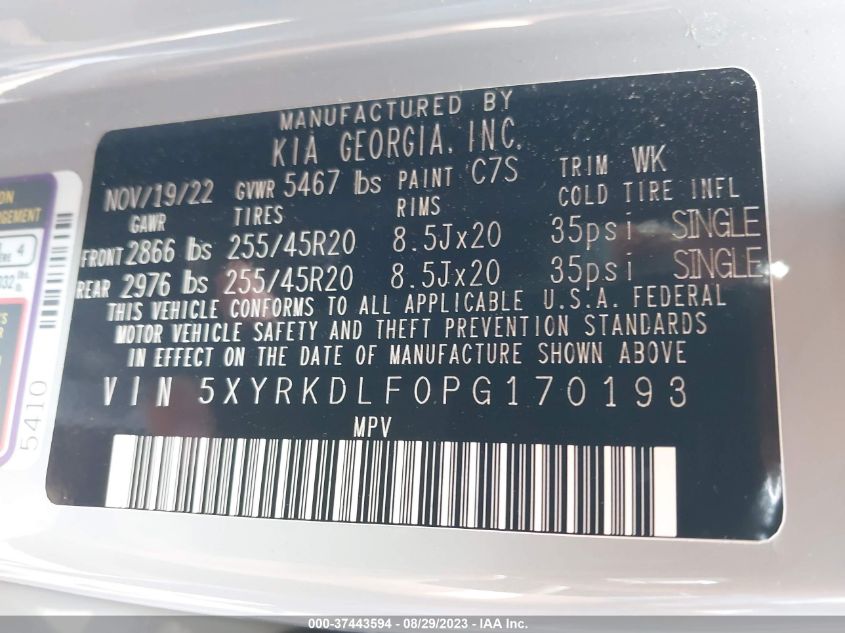 MANUFACTURED BY
KIA GEORGIA, INC.
NOV/19/22 GVWR 5467 lbs PAINT C7S TRIM WK
GAWR TIRES RIMS COLD TIRE INFL
FRONT 2866 lbs 255/45R20 8.5Jx20 35psi SINGLE
REAR 2976 lbs 255/45R20 8.5Jx20 35psi SINGLE
THIS VEHICLE CONFORMS TO ALL APPLICABLE U.S.A. FEDERAL
MOTOR VEHICLE SAFETY AND THEFT PREVENTION STANDARDS
IN EFFECT ON THE DATE OF MANUFACTURE SHOWN ABOVE
VIN 5XYRKDLF0PG170193
MPV
4
5410
000-37443594 - 08/29/2023 - IAA Inc.